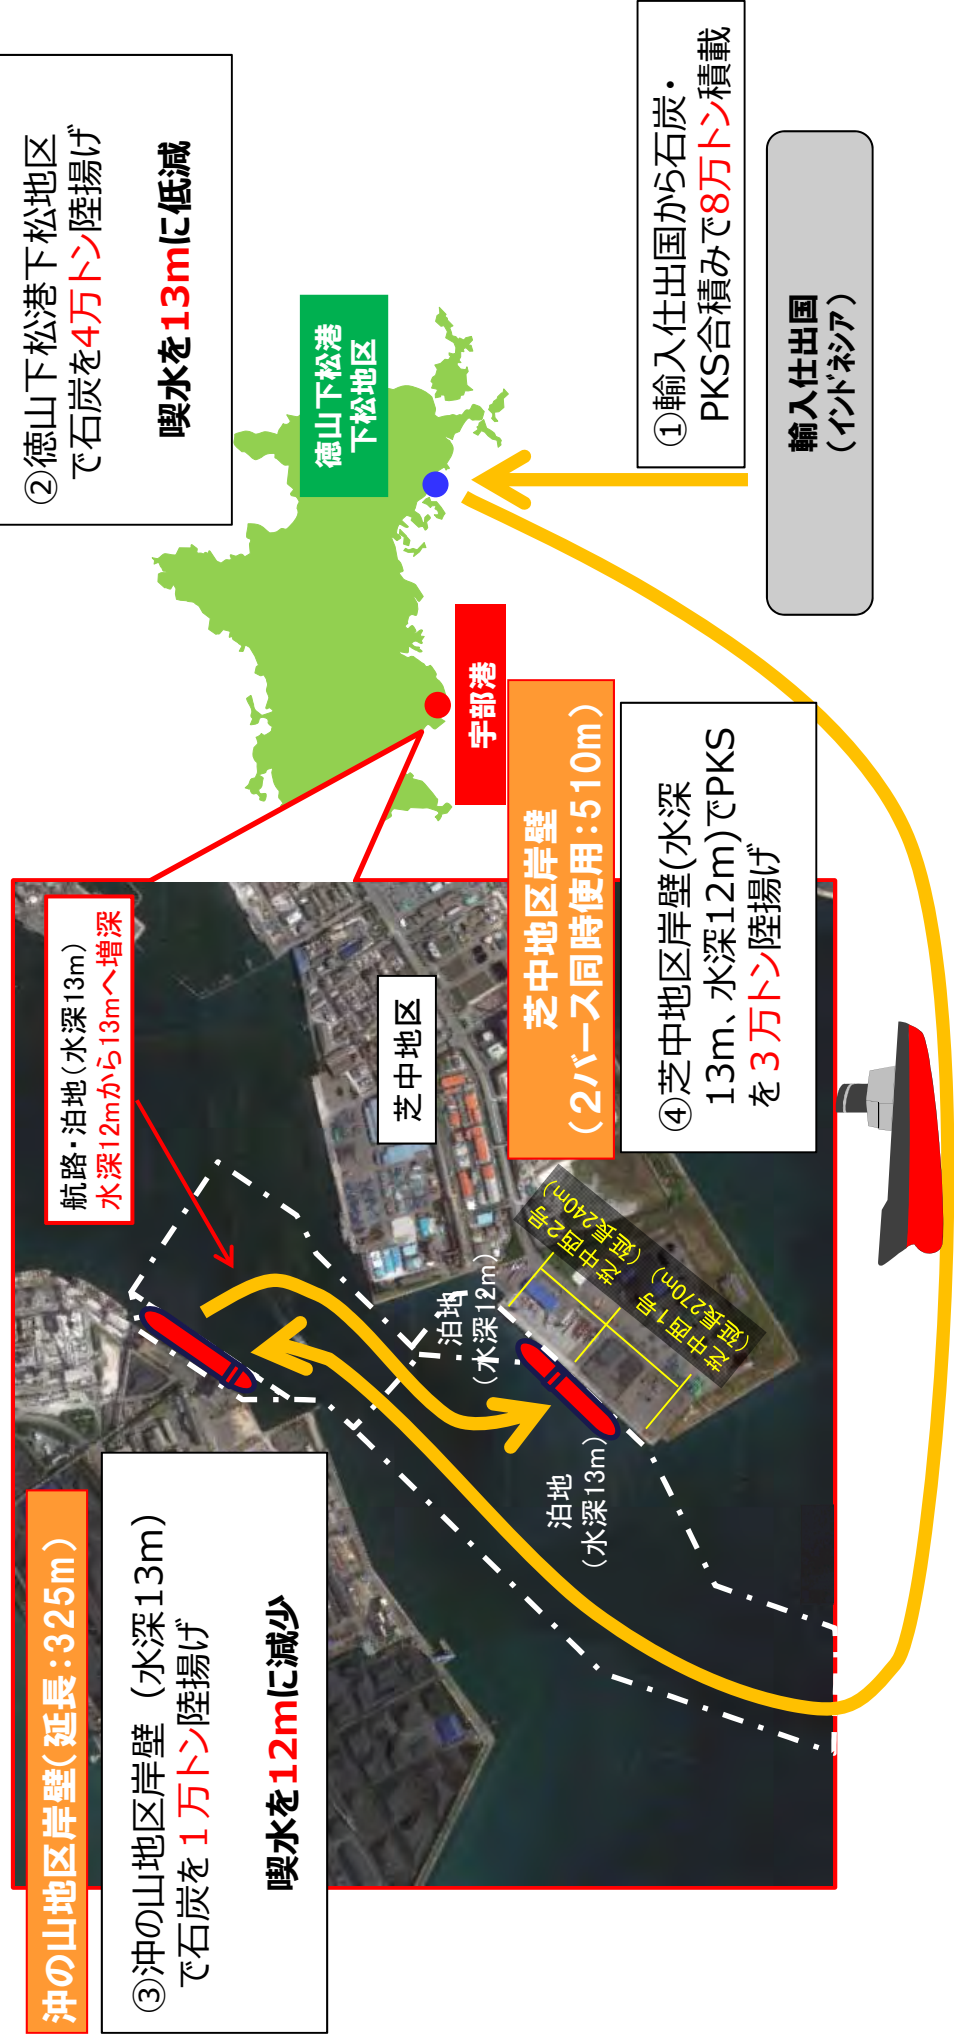 沖の山地区岸壁(延長:325m)
③沖の山地区岸壁（水深13m）
で石炭を１万トン陸揚げ
喫水を12mに減少
航路・泊地(水深13m)
水深12mから13mへ増深
芝中地区
泊地
(水深12m)
泊地
(水深13m)
芝中西2号
(延長240m)
芝中西1号
(延長270m)
芝中地区岸壁
(2バース同時使用:510m)
④芝中地区岸壁(水深
13m、水深12m)でPKS
を３万トン陸揚げ
宇部港
②徳山下松港下松地区
で石炭を4万トン陸揚げ
喫水を13mに低減
徳山下松港
下松地区
①輸入仕出国から石炭・
PKS合積みで8万トン積載
輸入仕出国
(インドネシア)